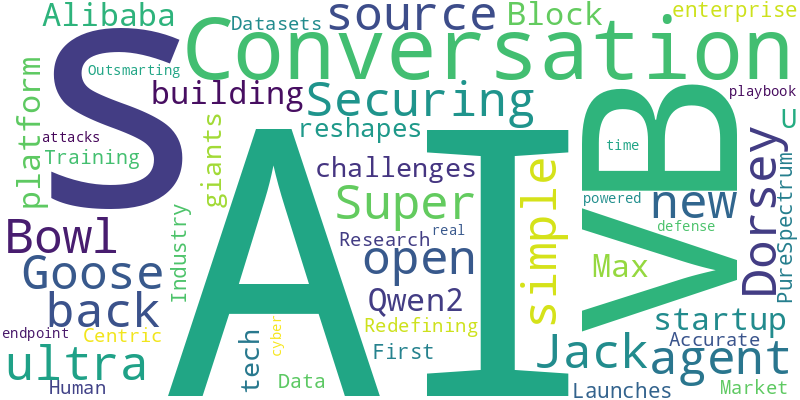 Alibaba
Datasets
source
Block
enterprise
S
Conversation
Outsmarting
building
Securing
VB
playbook
platform
attacks
Training
giants
reshapes
challenges
AI
time
U
simple
Super
powered
new
Dorsey
PureSpectrum
defense
Bowl
Industry
Research
real
open
Goose
Max
back
Qwen2
endpoint
Centric
cyber
Redefining
startup
ultra
tech
First
Jack
agent
Accurate
Human
Data
Launches
Market